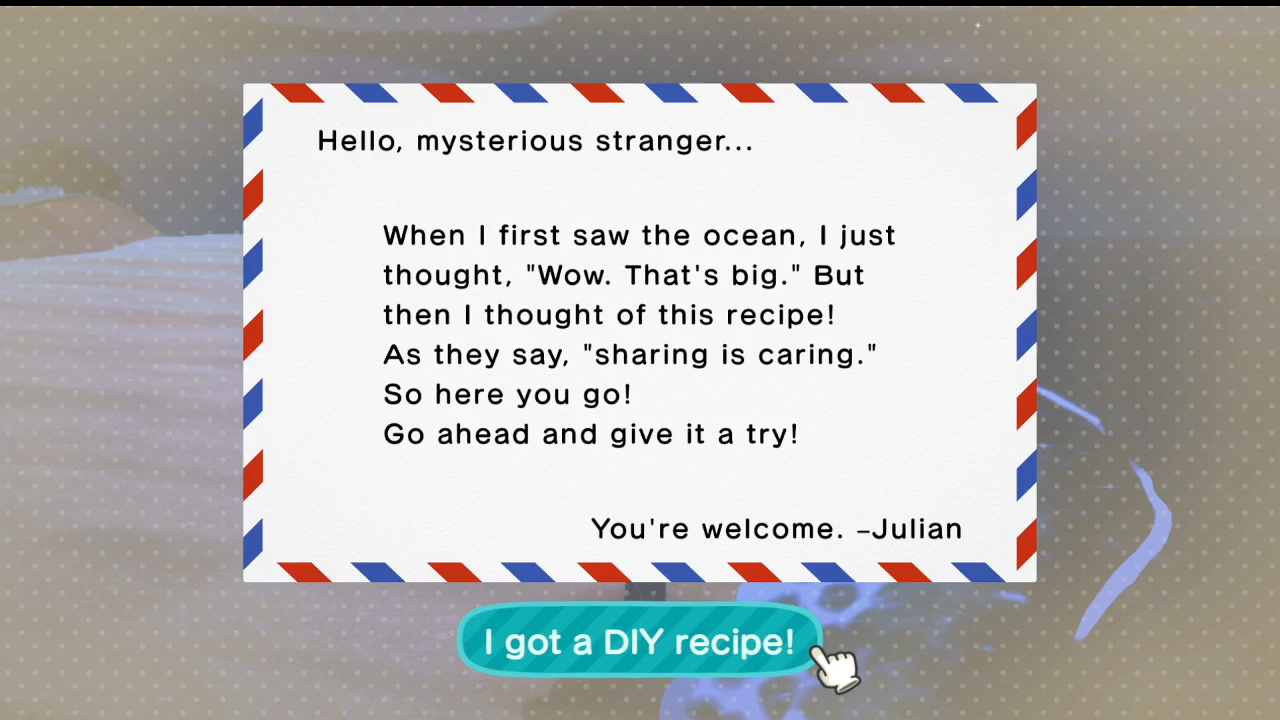 Hello, mysterious stranger...
When I first saw the ocean, I just
thought, "Wow. That's big." But
then I thought of this recipe!
As they say, "sharing is caring."
So here you go!
Go ahead and give it a try!
You're welcome. –Julian
I got a DIY recipe!